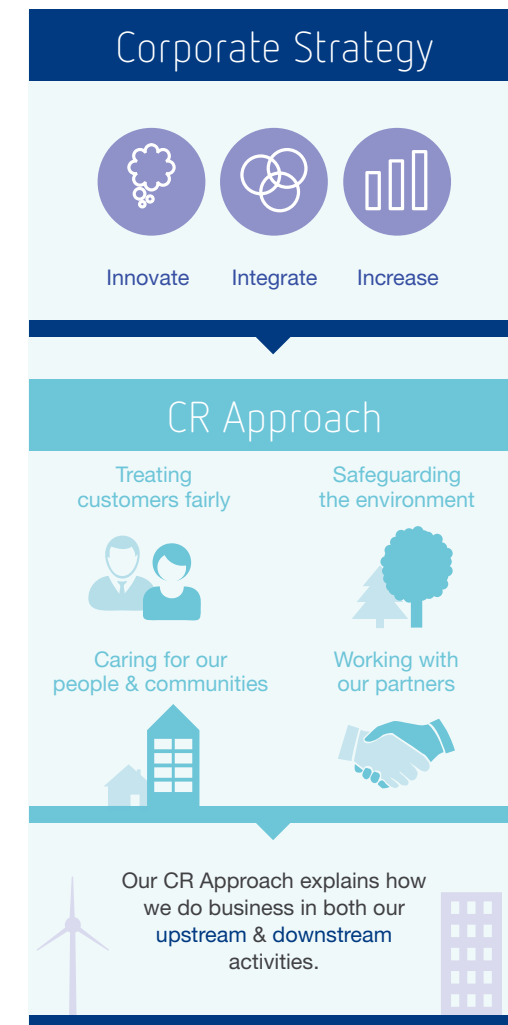 Corporate Strategy
Innovate
Integrate
Increase
CR Approach
Treating
customers fairly
Safeguarding
the environment
Caring for our
people & communities
Working with
our partners
Our CR Approach explains how
we do business in both our
upstream & downstream
activities.